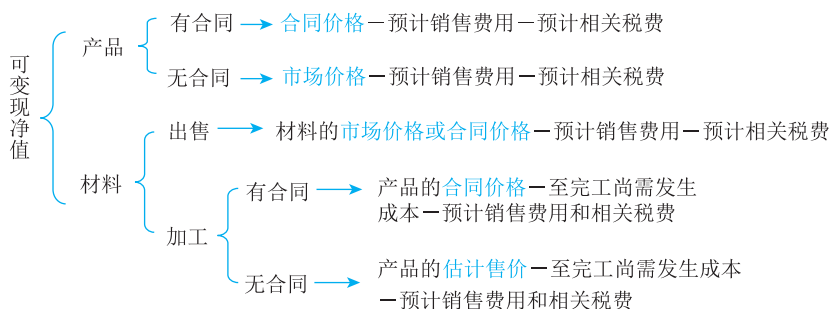 可变现净值
产品
有合同
合同价格－预计销售费用－预计相关税费
无合同
市场价格－预计销售费用－预计相关税费
材料
出售
材料的市场价格或合同价格－预计销售费用－预计相关税费
加工
有合同
产品的合同价格－至完工尚需发生
成本－预计销售费用和相关税费
无合同
产品的估计售价－至完工尚需发生成本
－预计销售费用和相关税费